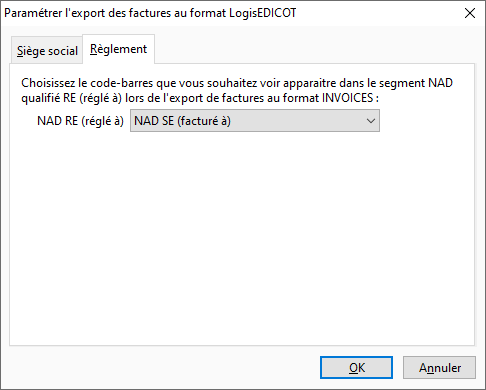 Paramétrer l'export des factures au format LogisEDICOT
Siège social
Règlement
Choisissez le code-barres que vous souhaitez voir apparaitre dans le segment NAD
qualifié RE (réglé à) lors de l'export de factures au format INVOICES :
NAD RE (réglé à) NAD SE (facturé à)
OK Annuler